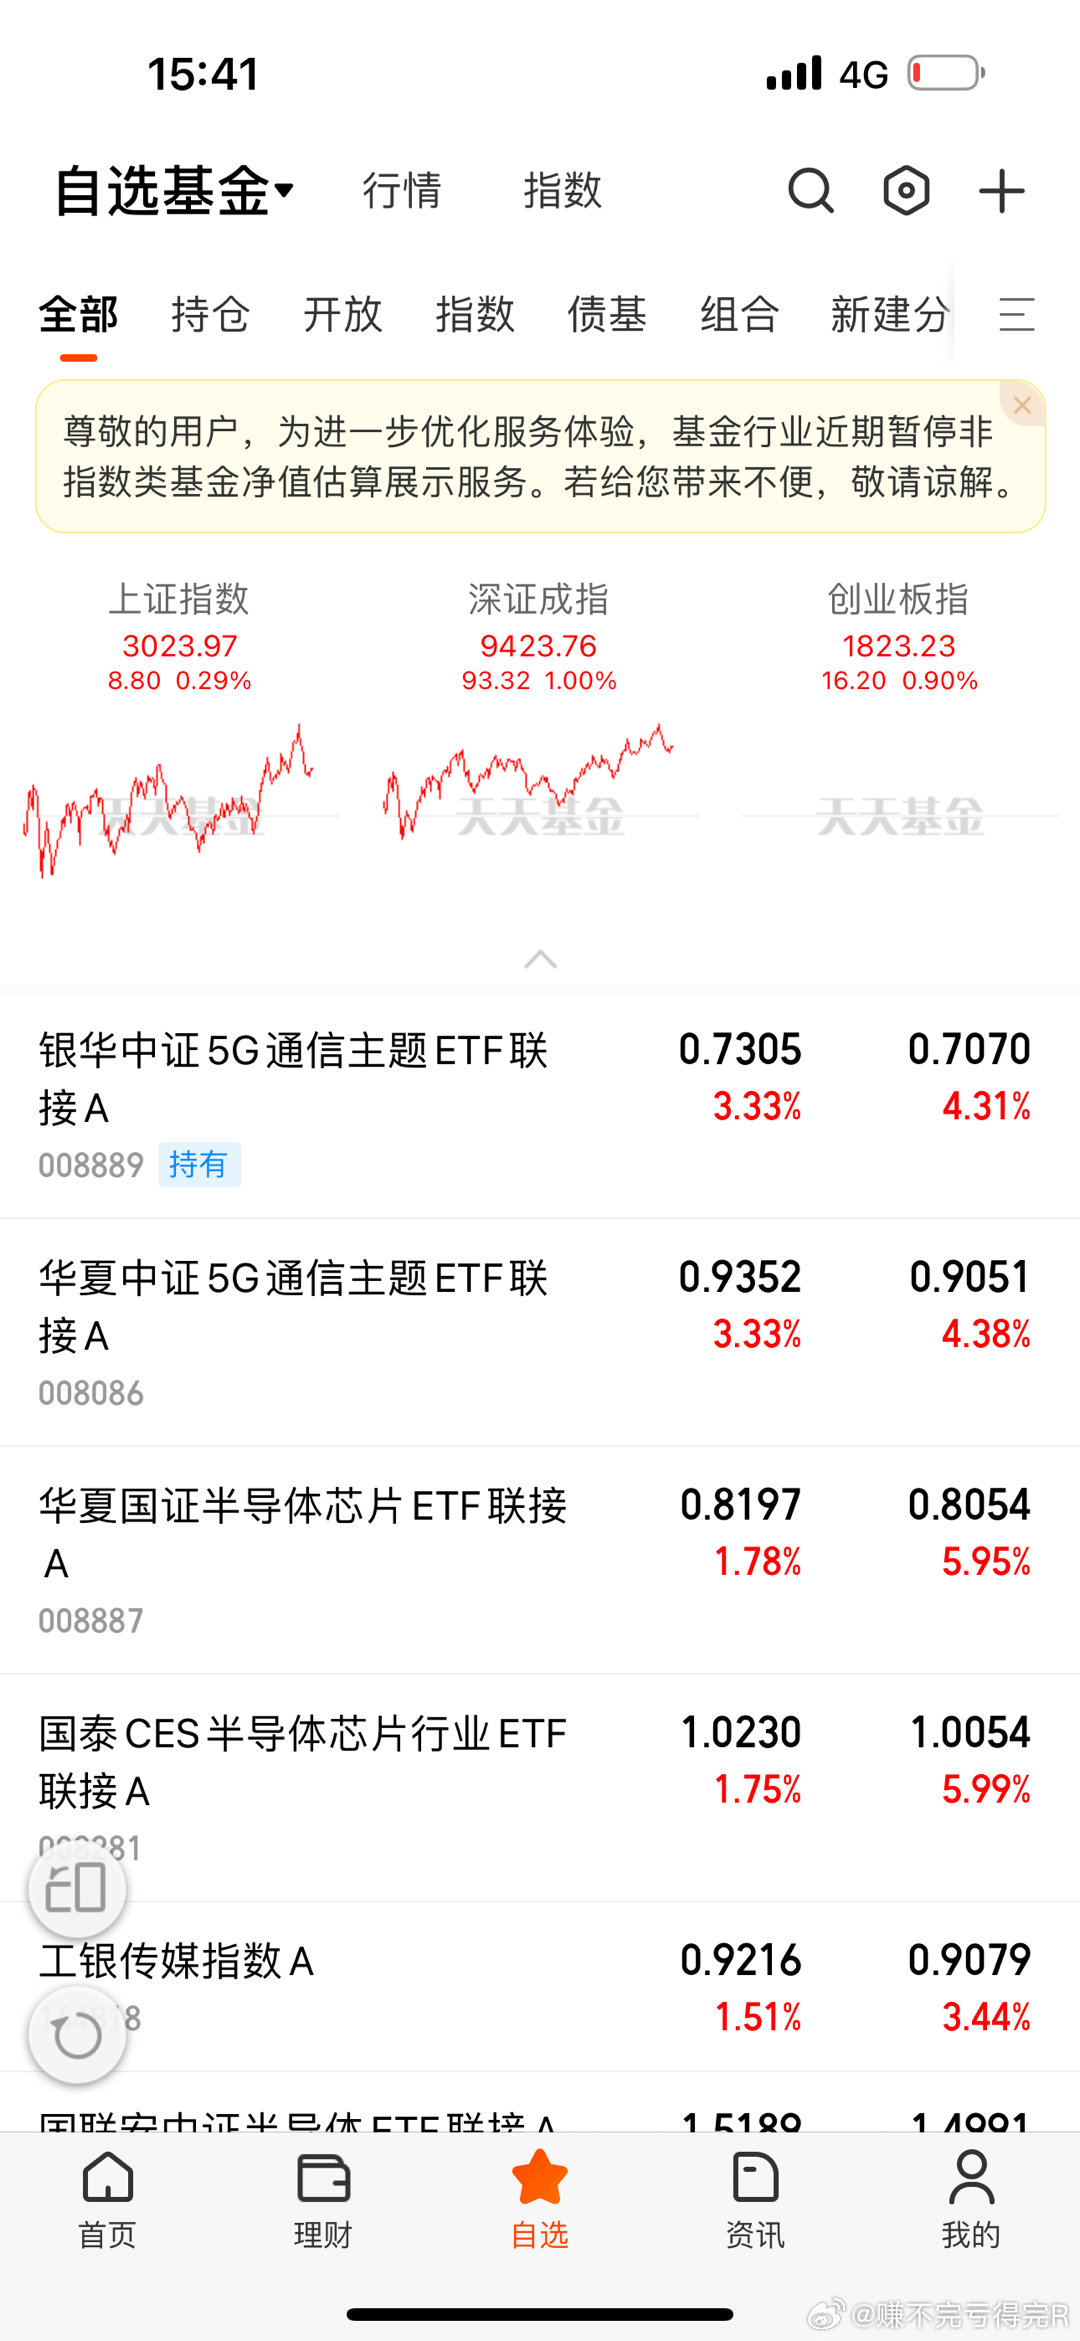 15:41
4G
自选基金
行情
指数
全部
持仓
开放
指数
债基
组合
新建分
尊敬的用户，为进一步优化服务体验，基金行业近期暂停非
指数类基金净值估算展示服务。若给您带来不便，敬请谅解。
上证指数
3023.97
8.80 0.29%
深证成指
9423.76
93.32 1.00%
创业板指
1823.23
16.20 0.90%
天天基金
天天基金
天天基金
银华中证5G通信主题ETF联
接A
008889
持有
0.7305
3.33%
0.7070
4.31%
华夏中证5G通信主题ETF联
接A
008086
0.9352
3.33%
0.9051
4.38%
华夏国证半导体芯片ETF联接
A
008887
0.8197
1.78%
0.8054
5.95%
国泰CES半导体芯片行业ETF
联接A
008281
1.0230
1.75%
1.0054
5.99%
工银传媒指数A
0.9216
1.51%
0.9079
3.44%
国联安中证半导体ETF联接A
1.5189
1.4991
首页
理财
自选
资讯
我的
@赚不完亏得完R